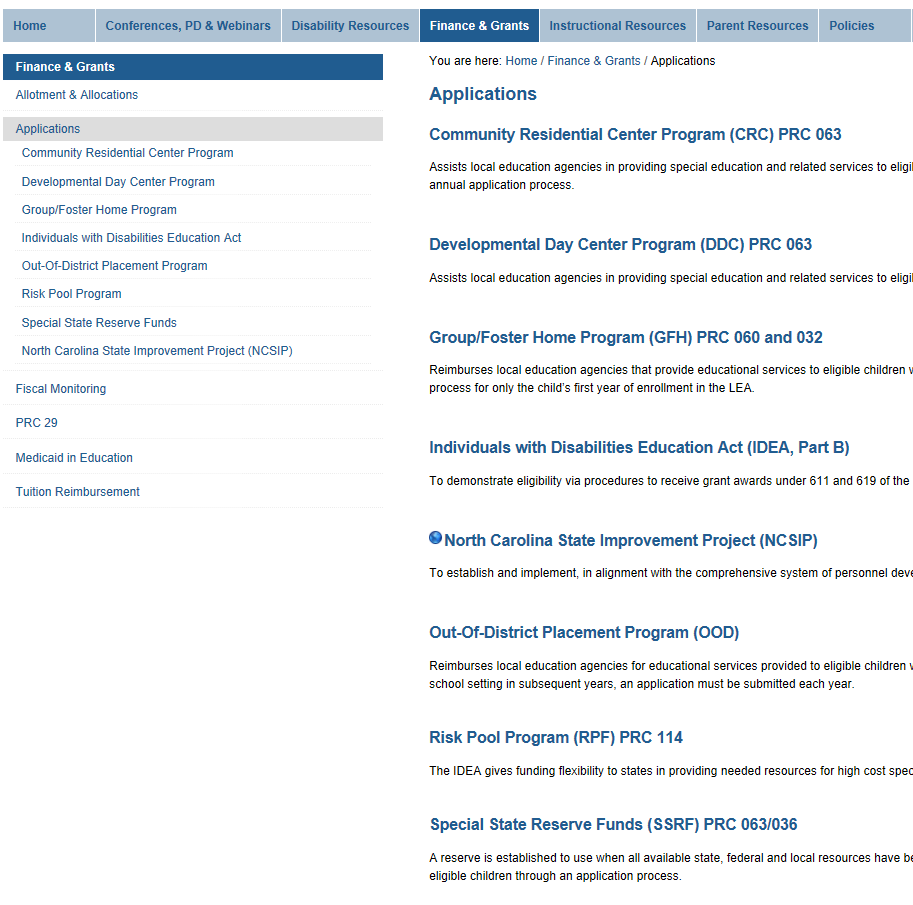 Home Conferences, PD & Webinars Disability Resources Finance & Grants Instructional Resources Parent Resources Policies
Finance & Grants
Allotment & Allocations
Applications
Community Residential Center Program
Developmental Day Center Program
Group/Foster Home Program
Individuals with Disabilities Education Act
Out-Of-District Placement Program
Risk Pool Program
Special State Reserve Funds
North Carolina State Improvement Project (NCSIP)
Fiscal Monitoring
PRC 29
Medicaid in Education
Tuition Reimbursement
You are here: Home / Finance & Grants / Applications
Applications
Community Residential Center Program (CRC) PRC 063
Assists local education agencies in providing special education and related services to
annual application process.
Developmental Day Center Program (DDC) PRC 063
Assists local education agencies in providing special education and related services to
Group/Foster Home Program (GFH) PRC 060 and 032
Reimburses local education agencies that provide educational services to eligible children
process for only the child's first year of enrollment in the LEA.
Individuals with Disabilities Education Act (IDEA, Part B)
To demonstrate eligibility via procedures to receive grant awards under 611 and 619 of the
North Carolina State Improvement Project (NCSIP)
To establish and implement, in alignment with the comprehensive system of personnel
Out-Of-District Placement Program (OOD)
Reimburses local education agencies for educational services provided to eligible children
school setting in subsequent years, an application must be submitted each year.
Risk Pool Program (RPF) PRC 114
The IDEA gives funding flexibility to states in providing needed resources for high cost
Special State Reserve Funds (SSRF) PRC 063/036
A reserve is established to use when all available state, federal and local resources have
eligible children through an application process.